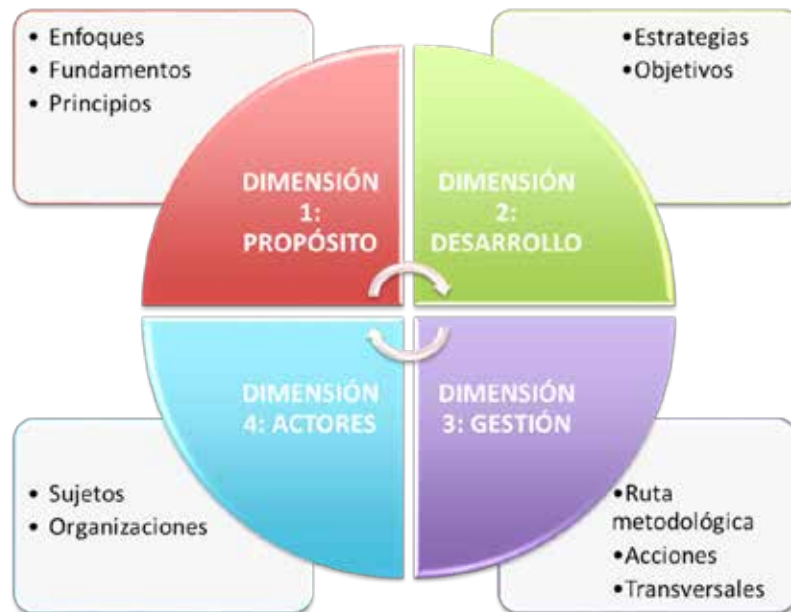 • Enfoques
• Fundamentos
• Principios
•Estrategias
•Objetivos
DIMENSIÓN
1:
PROPÓSITO
DIMENSIÓN
2:
DESARROLLO
DIMENSIÓN
4: ACTORES
DIMENSIÓN
3: GESTIÓN
• Sujetos
• Organizaciones
•Ruta
metodológica
•Acciones
•Transversales